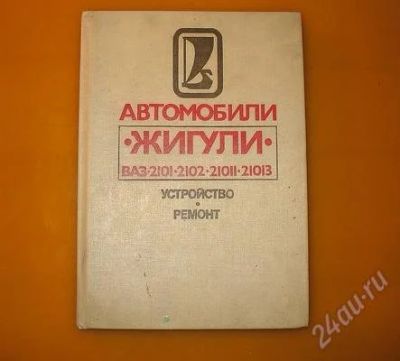 АВТОМОБИЛИ
•ЖИГУЛИ•
ВАЗ•2101•2102•21011•21013
УСТРОЙСТВО
•
РЕМОНТ
24au.ru